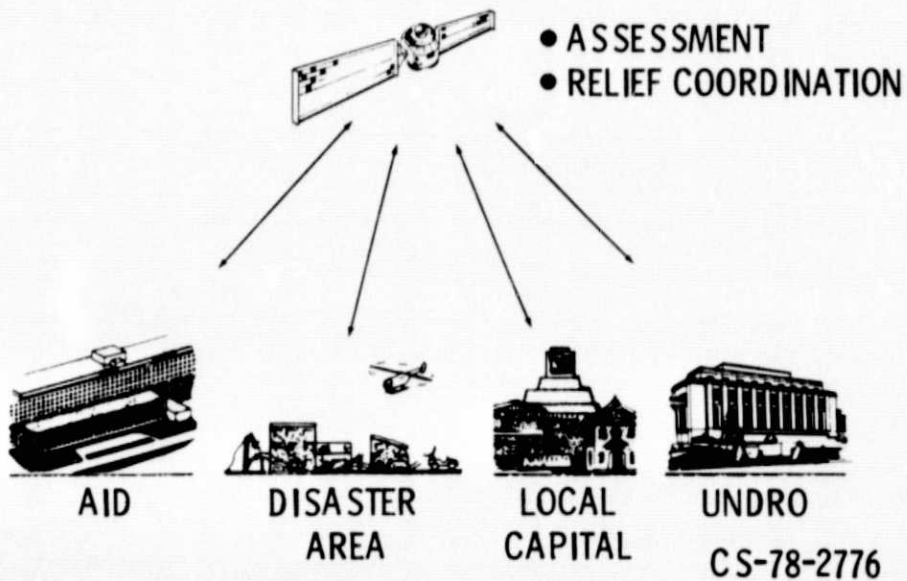 • ASSESSMENT
• RELIEF COORDINATION
AID
DISASTER
AREA
LOCAL
CAPITAL
UNDRO
CS-78-2776